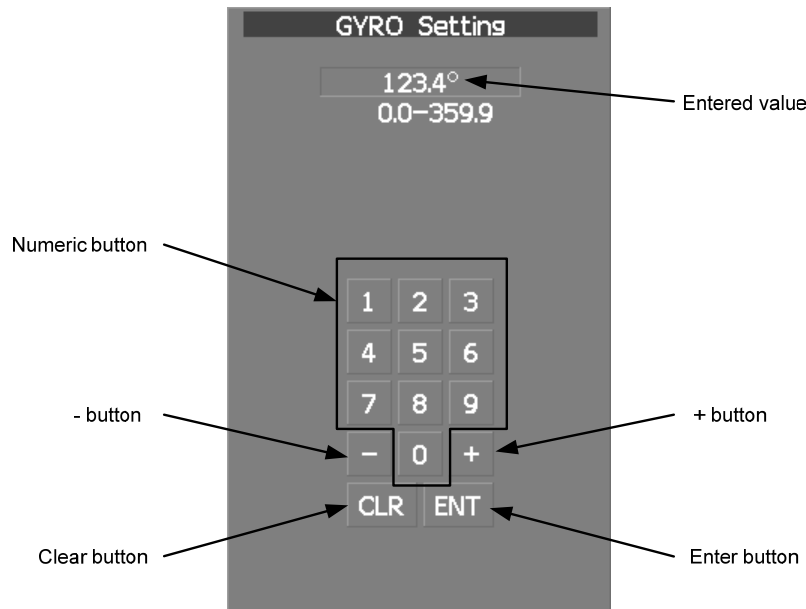 GYRO Setting
123.4°
0.0-359.9
Entered value
Numeric button
1 2 3
4 5 6
7 8 9
- button
+ button
- 0 +
CLR ENT
Clear button
Enter button